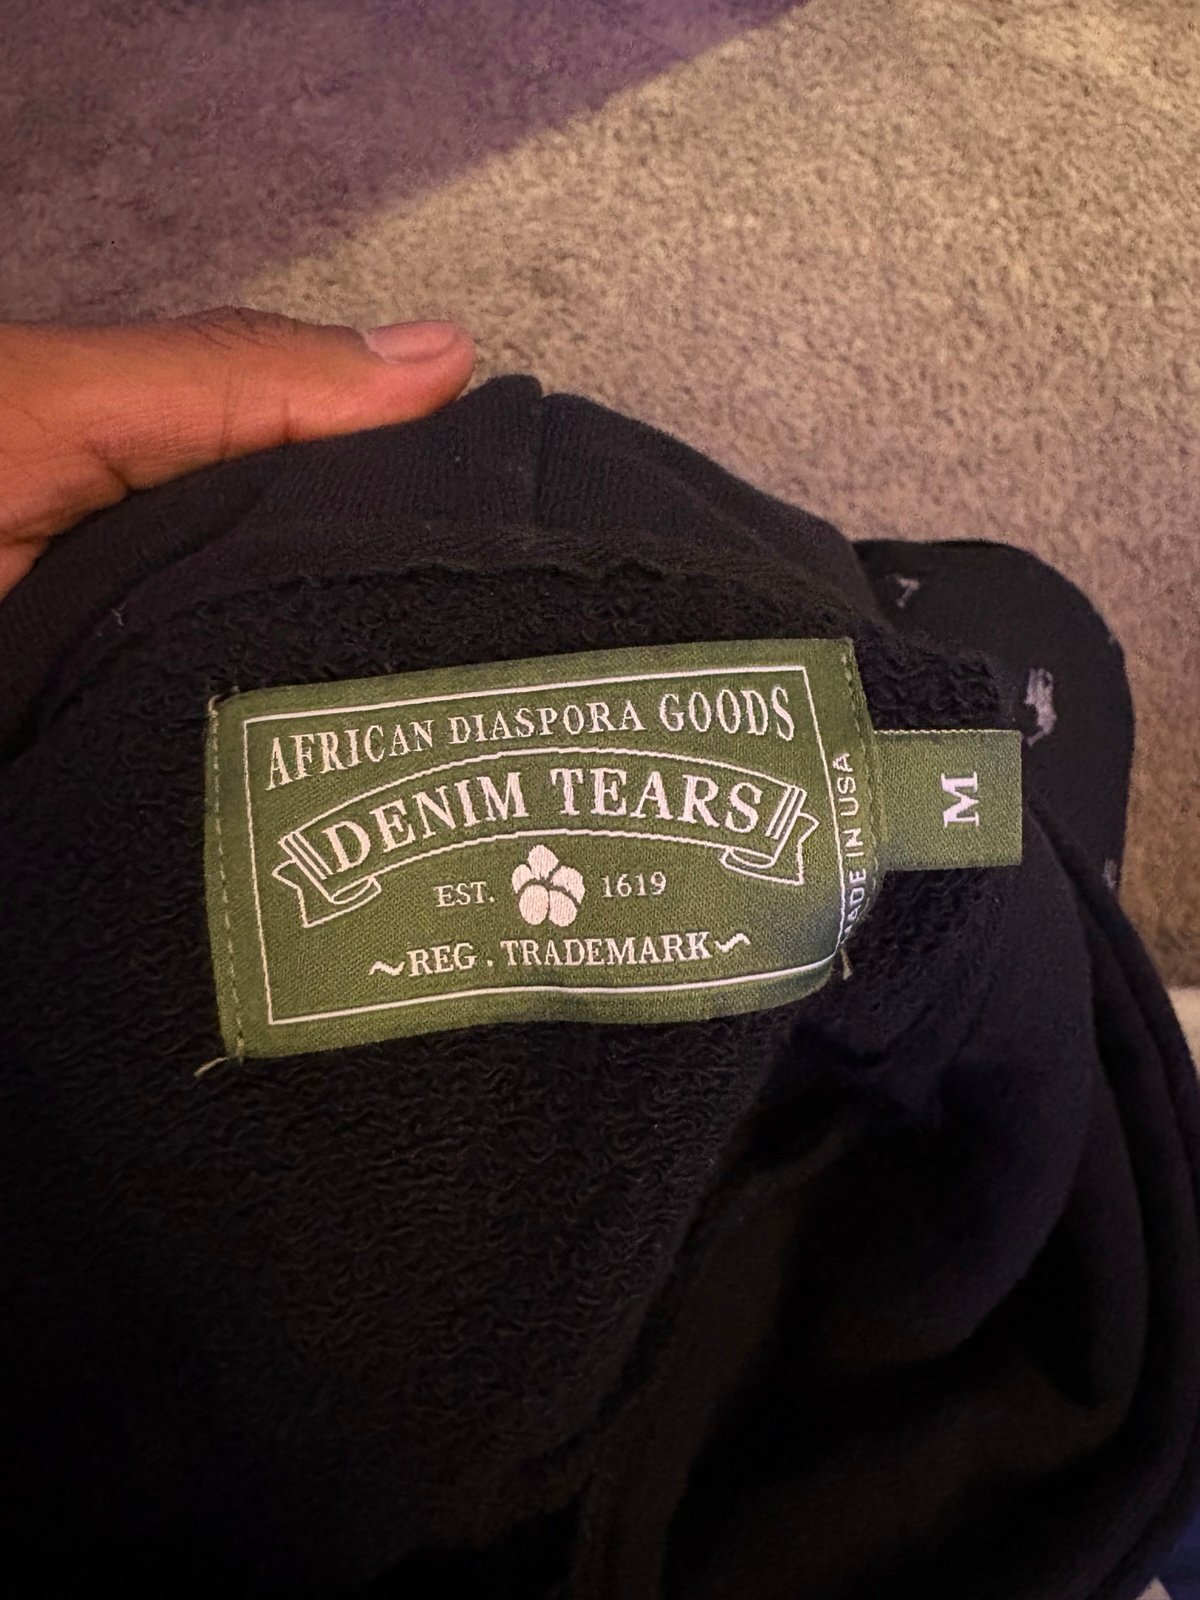 AFRICAN DIASPORA GOODS
DENIM TEARS
EST. 1619
~REG . TRADEMARK~
MADE IN USA
M